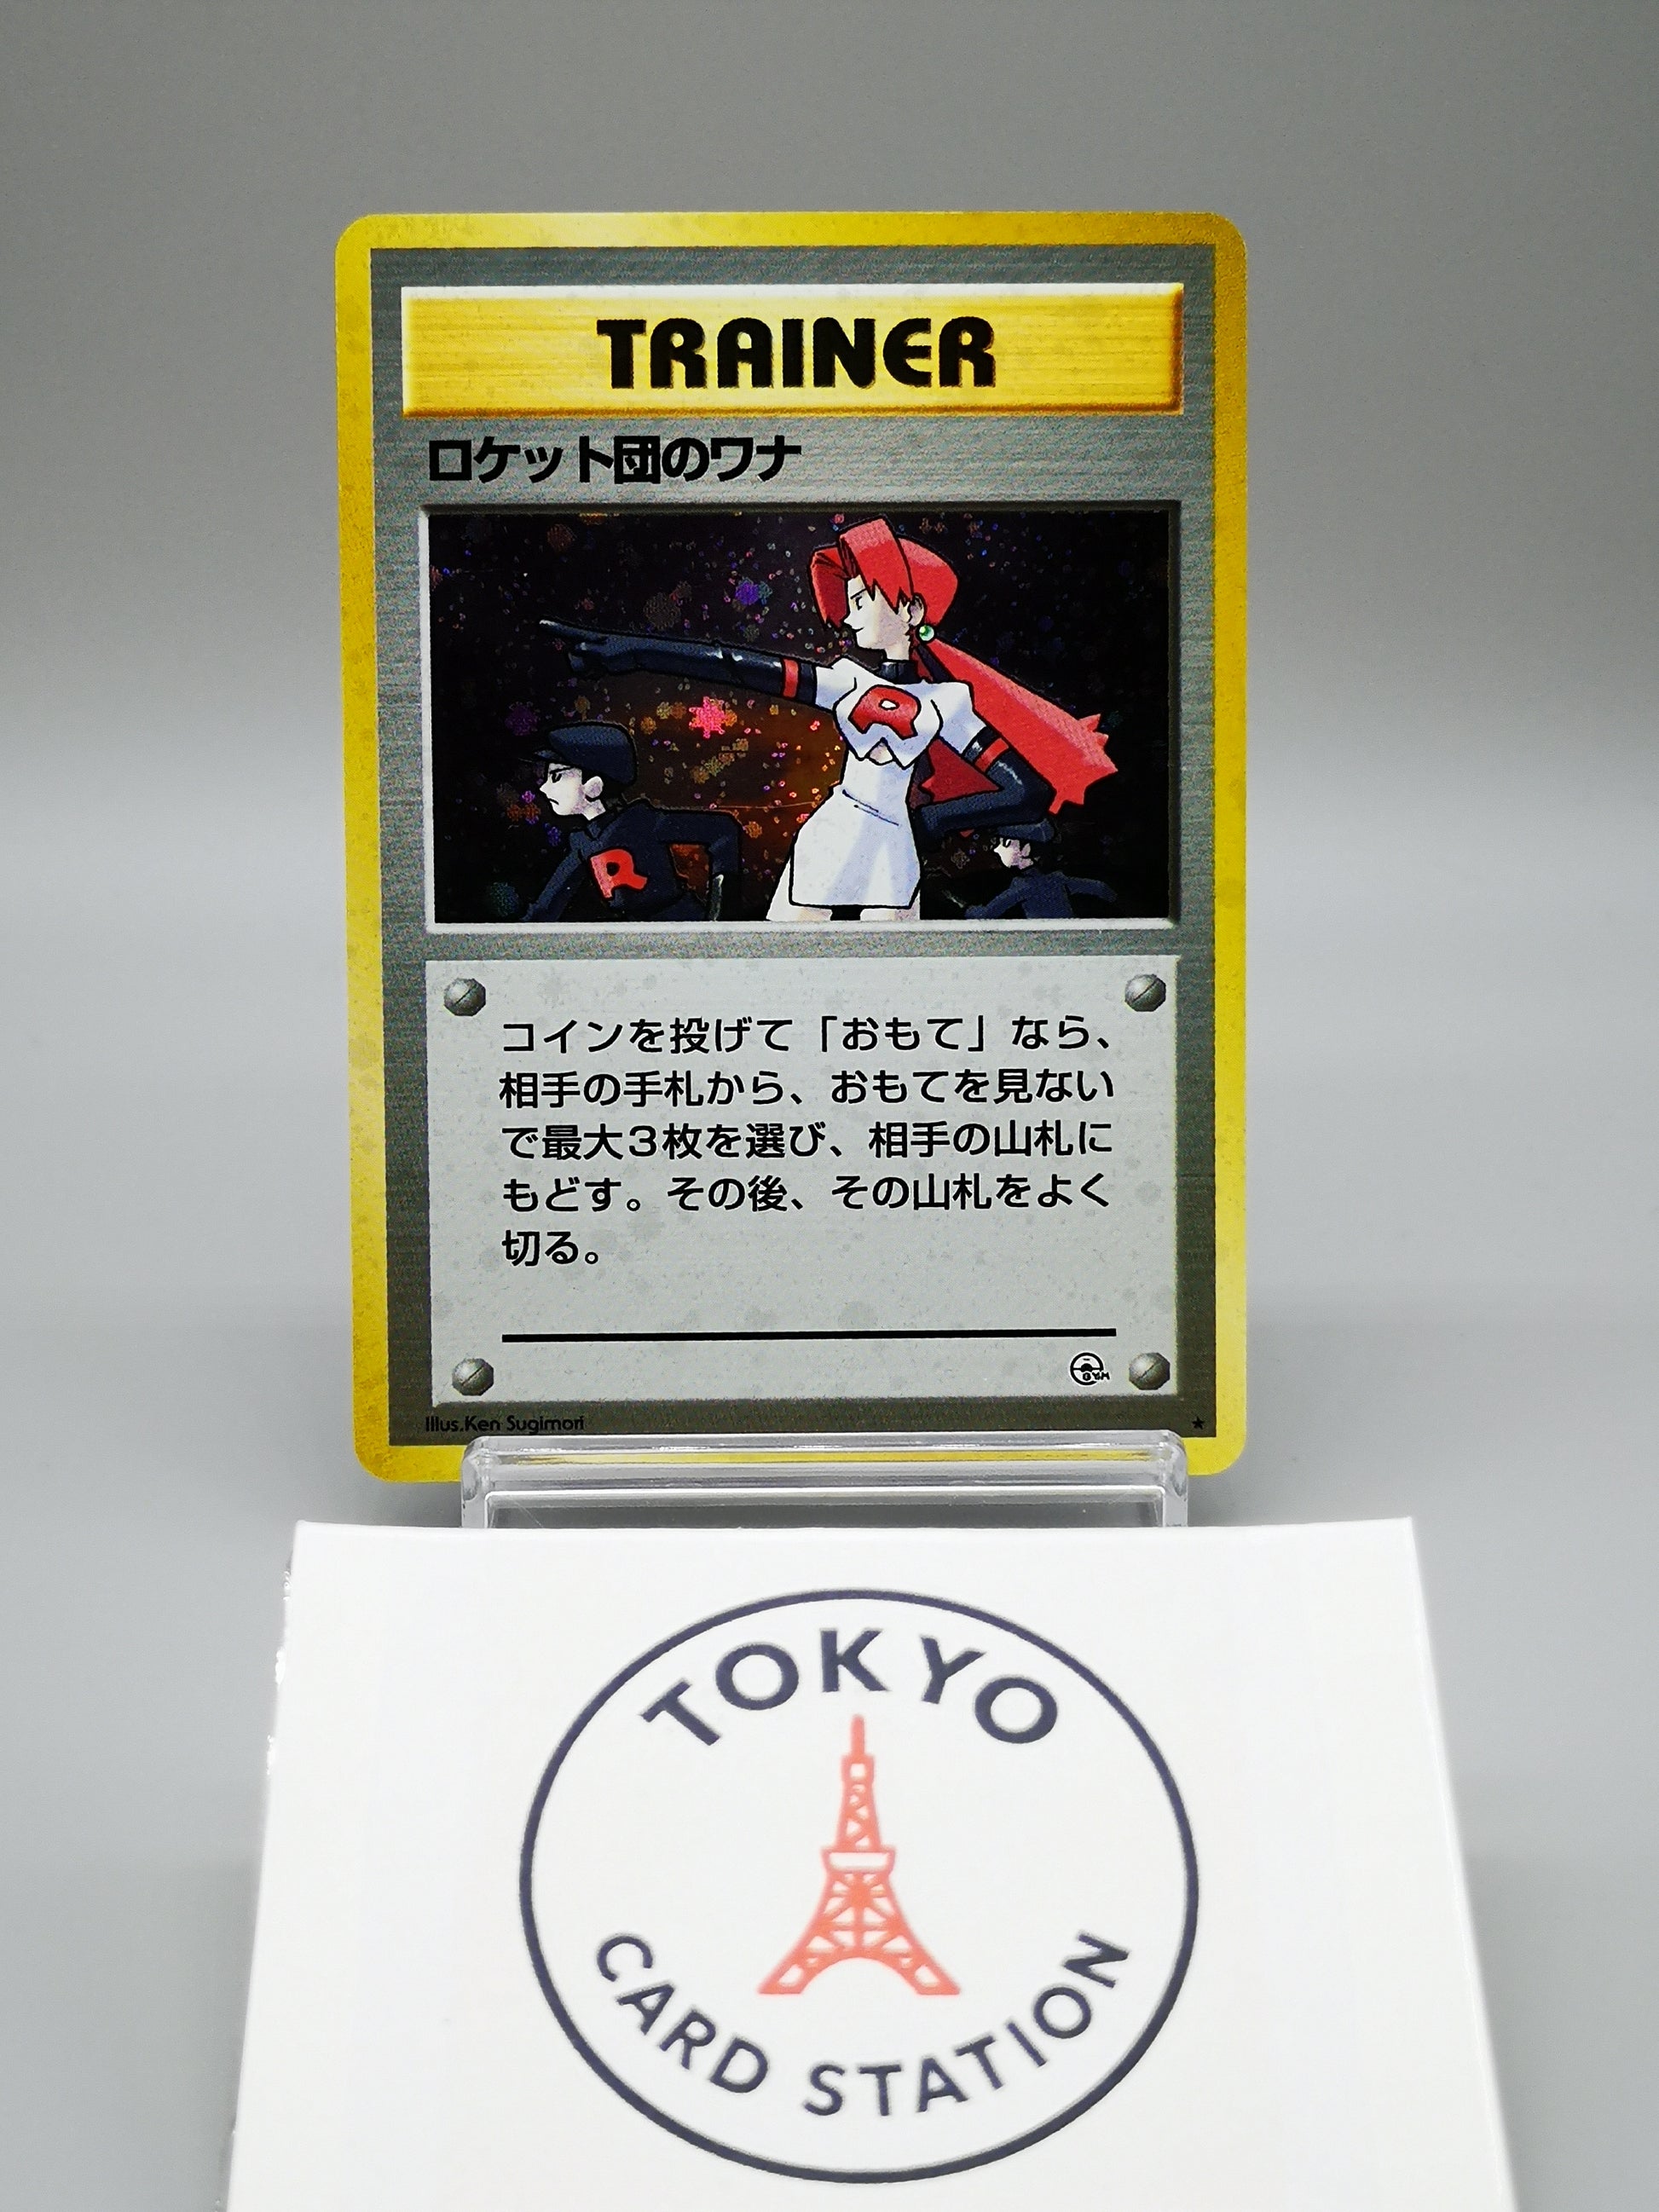 TRAINER
ロケット団のワナ
R
R
コインを投げて「おもて」なら、
相手の手札から、おもてを見ない
で最大3枚を選び、相手の山札に
もどす。その後、その山札をよく
切る。
GYM
Illus.Ken Sugimori
★
TOKYO
CARD STATION